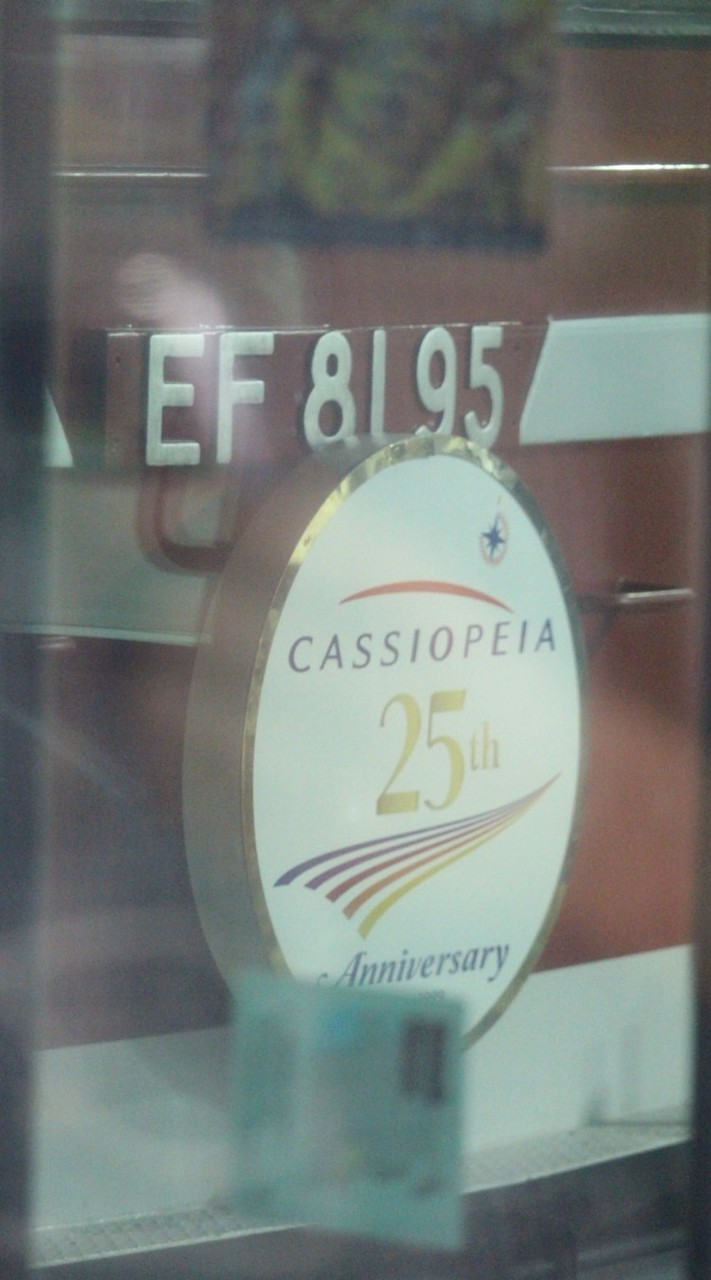 EF 81 95
CASSIOPEIA
25th
Anniversary